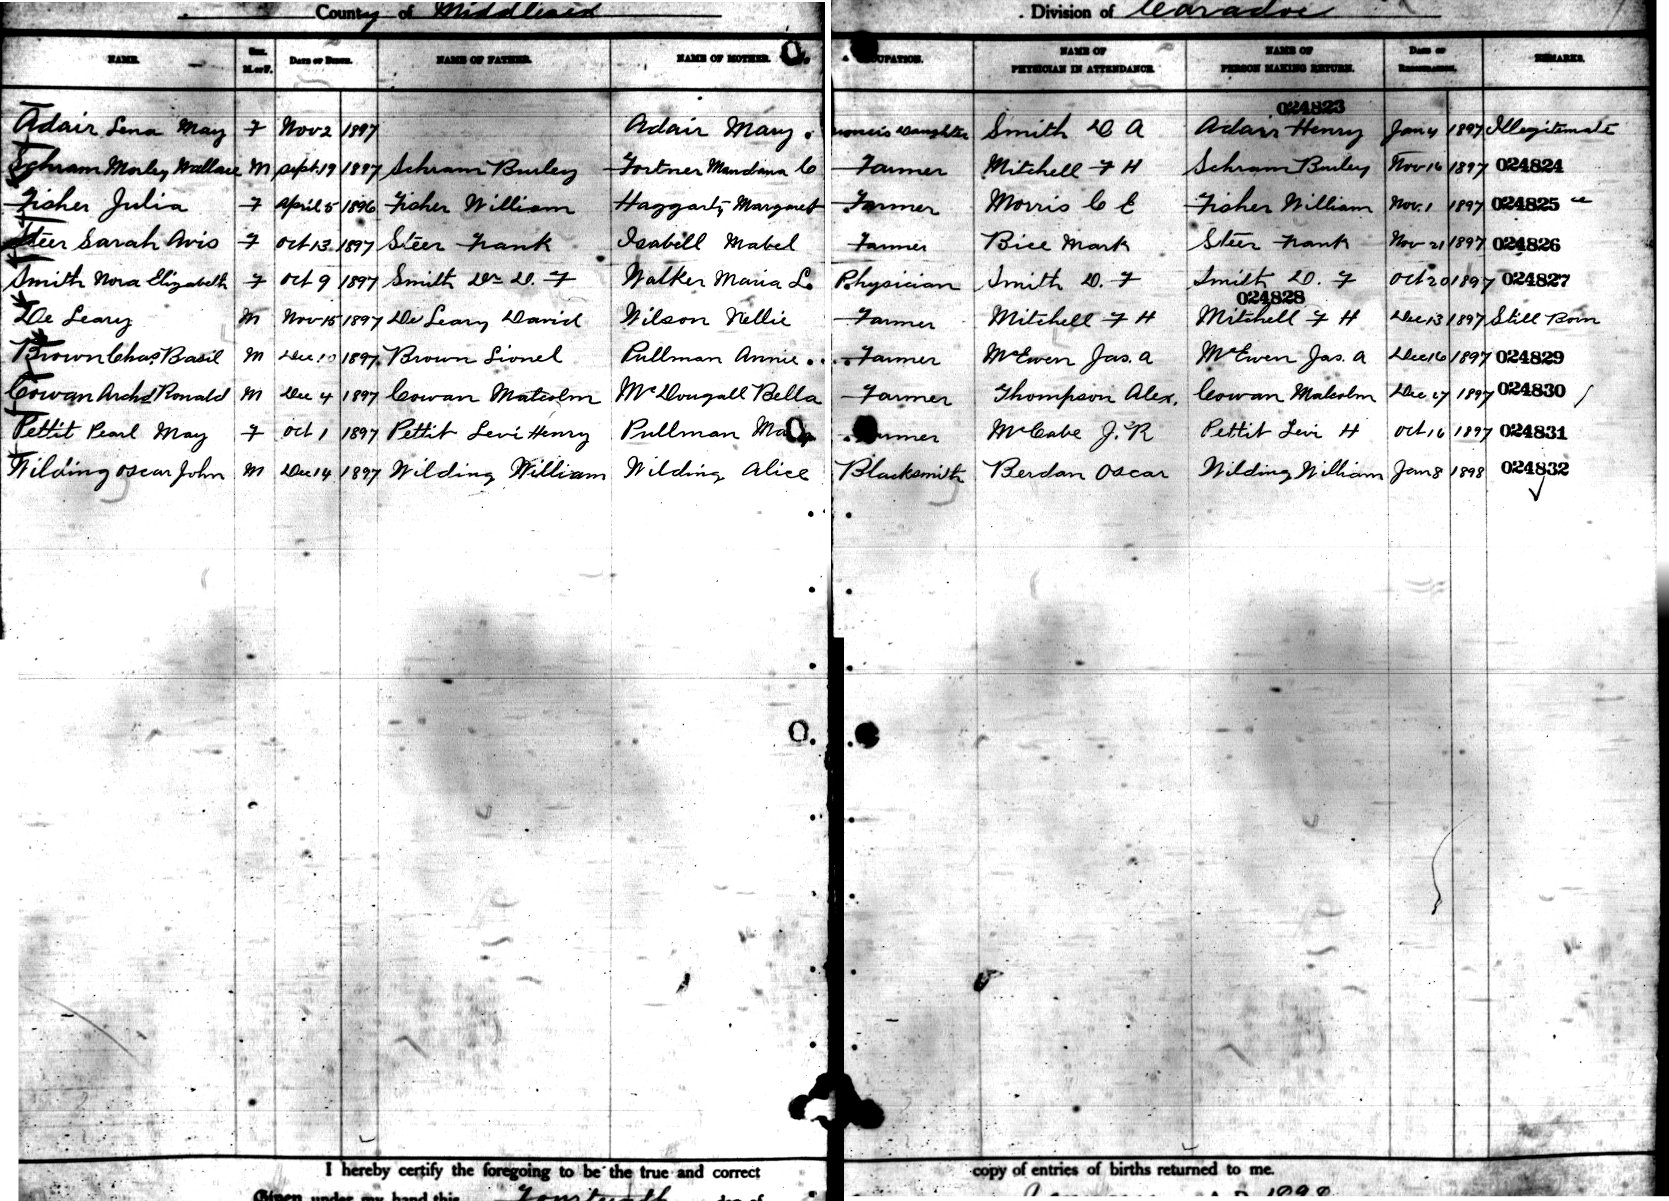 County of Middlesex Division of Caradoc
NAME. Sex. M. or F. Date of Birth. NAME OF FATHER. NAME OF MOTHER. OCCUPATION. NAME OF PHYSICIAN IN ATTENDANCE. NAME OF PERSON MAKING RETURN. Date of Registration. REMARKS.
024823
Adair Lena May F Nov 2 1897 Adair Mary Daughter Smith D A Adair Henry Jan 4 1897 Illegitimate
Schram Morley Wallace M Sept 19 1897 Schram Burley Fortner Mandana C Farmer Mitchell F H Schram Burley Nov 16 1897 024824
Fisher Julia F April 5 1896 Fisher William Haggarty Margaret Farmer Morris C E Fisher William Nov. 1 1897 024825
Steer Sarah Avis F Oct 13 1897 Steer Frank Isabell Mabel Farmer Bice Mark Steer Frank Nov 21 1897 024826
Smith Nora Elizabeth F Oct 9 1897 Smith Dr D. F Walker Maria L. Physician Smith D. F Smith D. F Oct 20 1897 024827
024828
De Leary M Nov 15 1897 De Leary David Wilson Nellie Farmer Mitchell F H Mitchell F H Dec 13 1897 Still Born
Brown Chas Basil M Dec 10 1897 Brown Lionel Pullman Annie Farmer McEwen Jas. A McEwen Jas. A Dec 16 1897 024829
Cowan Archd Ronald M Dec 4 1897 Cowan Malcolm McDougall Bella Farmer Thompson Alex. Cowan Malcolm Dec 27 1897 024830
Pettit Pearl May F Oct 1 1897 Pettit Levi Henry Pullman Mary Farmer McCabe J. R Pettit Levi H Oct 16 1897 024831
Wilding Oscar John M Dec 14 1897 Wilding William Wilding Alice Blacksmith Berdan Oscar Wilding William Jan 8 1898 024832
I hereby certify the foregoing to be the true and correct copy of entries of births returned to me.
Given under my hand this Fourteenth day of A.D. 1898